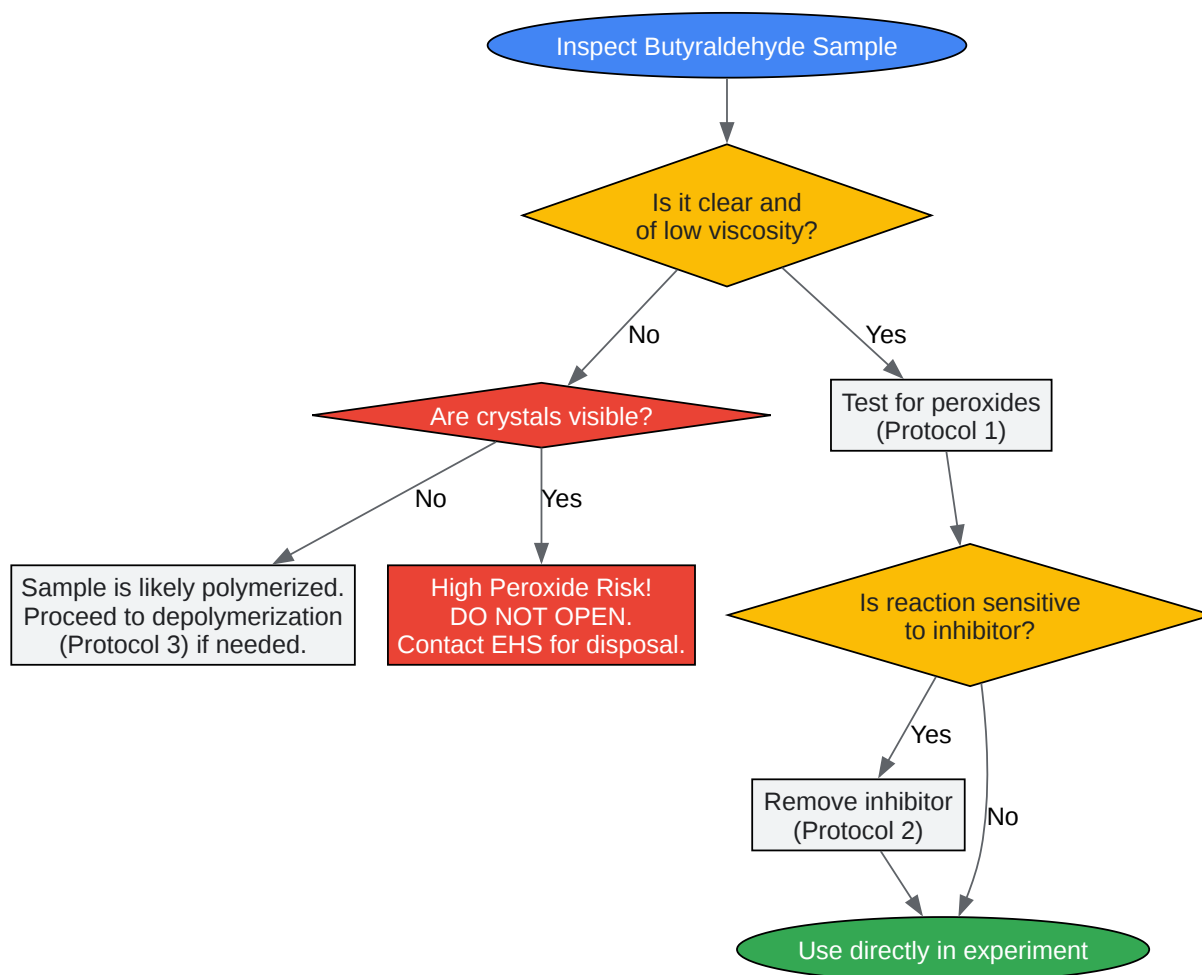 Inspect Butyraldehyde Sample
Is it clear and
of low viscosity?
No
Yes
Are crystals visible?
Test for peroxides
(Protocol 1)
No
Yes
Sample is likely polymerized.
Proceed to depolymerization
(Protocol 3) if needed.
High Peroxide Risk!
DO NOT OPEN.
Contact EHS for disposal.
Is reaction sensitive
to inhibitor?
Yes
No
Remove inhibitor
(Protocol 2)
Use directly in experiment